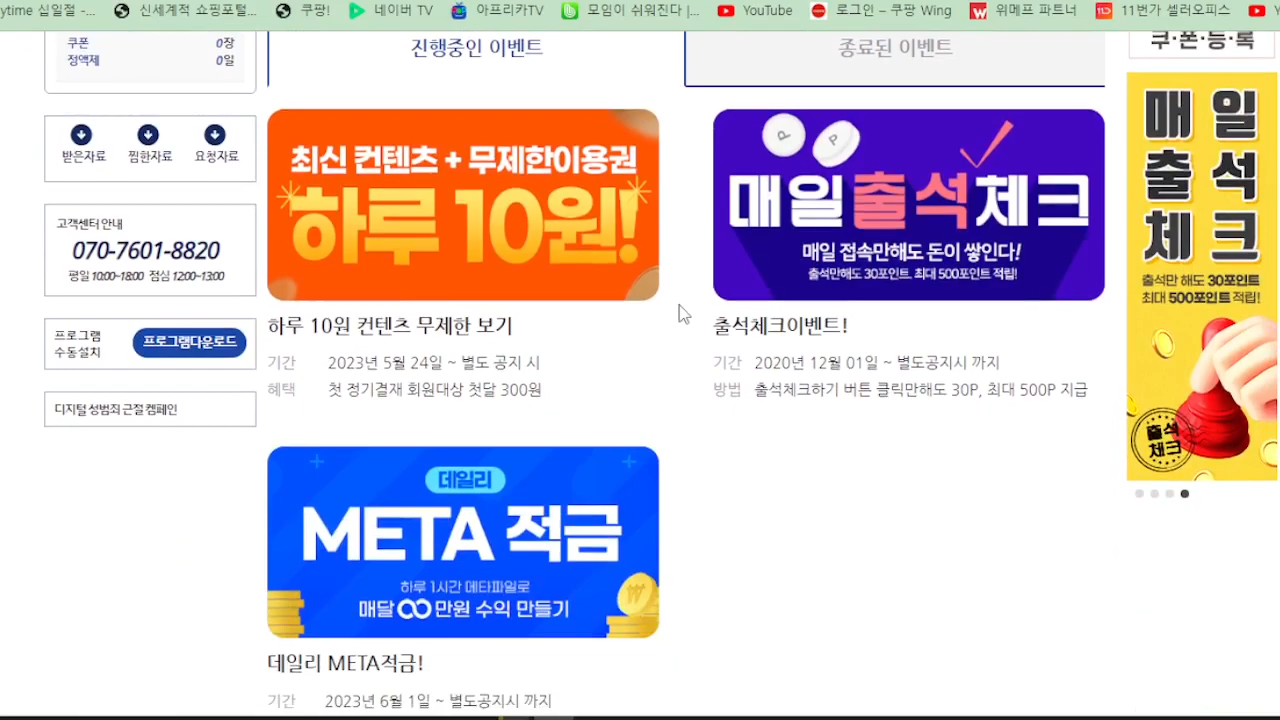 ytime 십일절 -...
신세계적 쇼핑포털...
쿠팡!
네이버 TV
아프리카TV
모임이 쉬워진다 |...
YouTube
로그인 – 쿠팡 Wing
위메프 파트너
11번가 셀러오피스
쿠폰 0장
정액제 0일
진행중인 이벤트
종료된 이벤트
쿠·폰·등·록
받은자료 찜한자료 요청자료
고객센터 안내
070-7601-8820
평일 10:00~18:00 점심 12:00~13:00
프로그램
수동설치
프로그램다운로드
디지털 성범죄 근절 캠페인
최신 컨텐츠 + 무제한이용권
하루 10원!
하루 10원 컨텐츠 무제한 보기
기간 2023년 5월 24일 ~ 별도 공지 시
혜택 첫 정기결재 회원대상 첫달 300원
P P
매일출석체크
매일 접속만해도 돈이 쌓인다!
출석만해도 30포인트, 최대 500포인트 적립!
출석체크이벤트!
기간 2020년 12월 01일 ~ 별도공지시 까지
방법 출석체크하기 버튼 클릭만해도 30P, 최대 500P 지급
데일리
META 적금
하루 1시간 메타파일로
매달 ∞만원 수익 만들기
₩
데일리 META적금!
기간 2023년 6월 1일 ~ 별도공지시 까지
매일
출석
체크
출석만 해도 30포인트
최대 500포인트 적립!
출석
체크